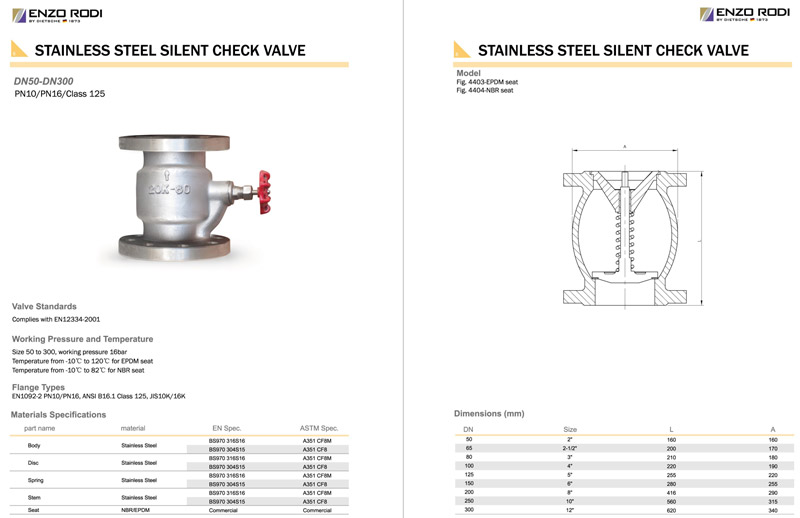 ENZO RODI
BY DIETSCHE 1973
STAINLESS STEEL SILENT CHECK VALVE
DN50-DN300
PN10/PN16/Class 125
20K-80
Valve Standards
Complies with EN12334-2001
Working Pressure and Temperature
Size 50 to 300, working pressure 16bar
Temperature from -10℃ to 120℃ for EPDM seat
Temperature from -10℃ to 82℃ for NBR seat
Flange Types
EN1092-2 PN10/PN16, ANSI B16.1 Class 125, JIS10K/16K
Materials Specifications
part name material EN Spec. ASTM Spec.
Body Stainless Steel BS970 316S16 A351 CF8M
BS970 304S15 A351 CF8
Disc Stainless Steel BS970 316S16 A351 CF8M
BS970 304S15 A351 CF8
Spring Stainless Steel BS970 316S16 A351 CF8M
BS970 304S15 A351 CF8
Stem Stainless Steel BS970 316S16 A351 CF8M
BS970 304S15 A351 CF8
Seat NBR/EPDM Commercial Commercial
ENZO RODI
BY DIETSCHE 1973
STAINLESS STEEL SILENT CHECK VALVE
Model
Fig. 4403-EPDM seat
Fig. 4404-NBR seat
A
L
Dimensions (mm)
DN Size L A
50 2" 160 160
65 2-1/2" 200 170
80 3" 210 180
100 4" 220 190
125 5" 255 220
150 6" 280 255
200 8" 416 290
250 10" 560 315
300 12" 620 340